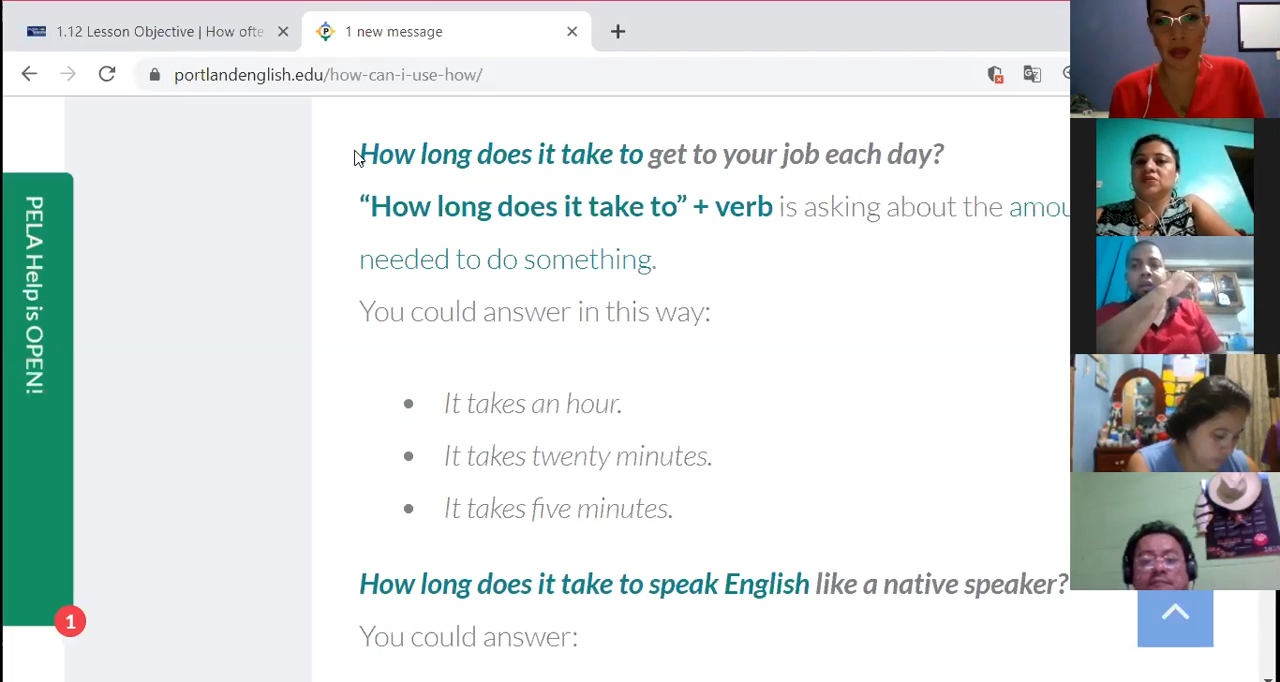 1.12 Lesson Objective | How ofte
1 new message
portlandenglish.edu/how-can-i-use-how/
PELA Help is OPEN!
1
How long does it take to get to your job each day?
“How long does it take to” + verb is asking about the amou
needed to do something.
You could answer in this way:
• It takes an hour.
• It takes twenty minutes.
• It takes five minutes.
How long does it take to speak English like a native speaker?
You could answer: